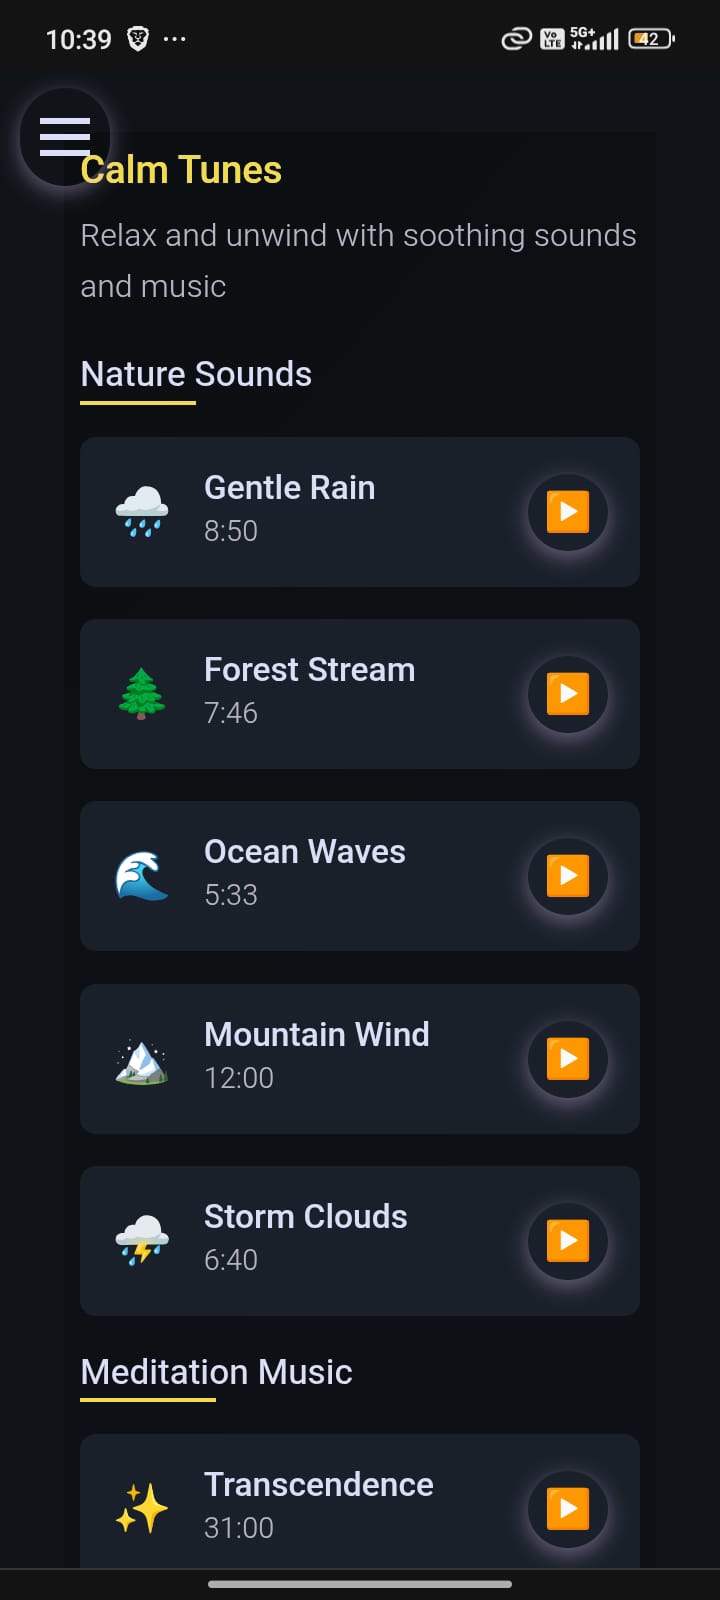 10:39
Vo LTE 5G+ 42
Calm Tunes
Relax and unwind with soothing sounds
and music
Nature Sounds
Gentle Rain
8:50
Forest Stream
7:46
Ocean Waves
5:33
Mountain Wind
12:00
Storm Clouds
6:40
Meditation Music
Transcendence
31:00